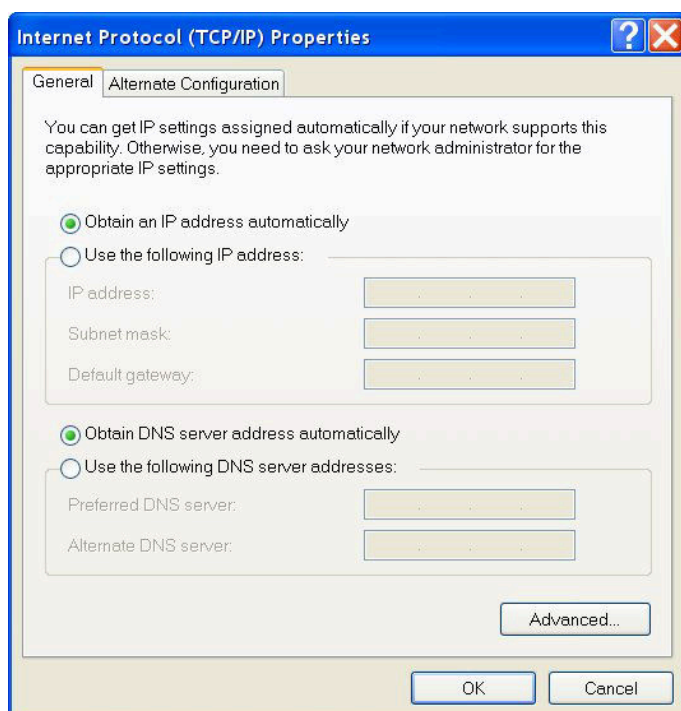 Internet Protocol (TCP/IP) Properties
General
Alternate Configuration
You can get IP settings assigned automatically if your network supports this
capability. Otherwise, you need to ask your network administrator for the
appropriate IP settings.
Obtain an IP address automatically
Use the following IP address:
IP address:
Subnet mask:
Default gateway:
Obtain DNS server address automatically
Use the following DNS server addresses:
Preferred DNS server:
Alternate DNS server:
Advanced...
OK
Cancel